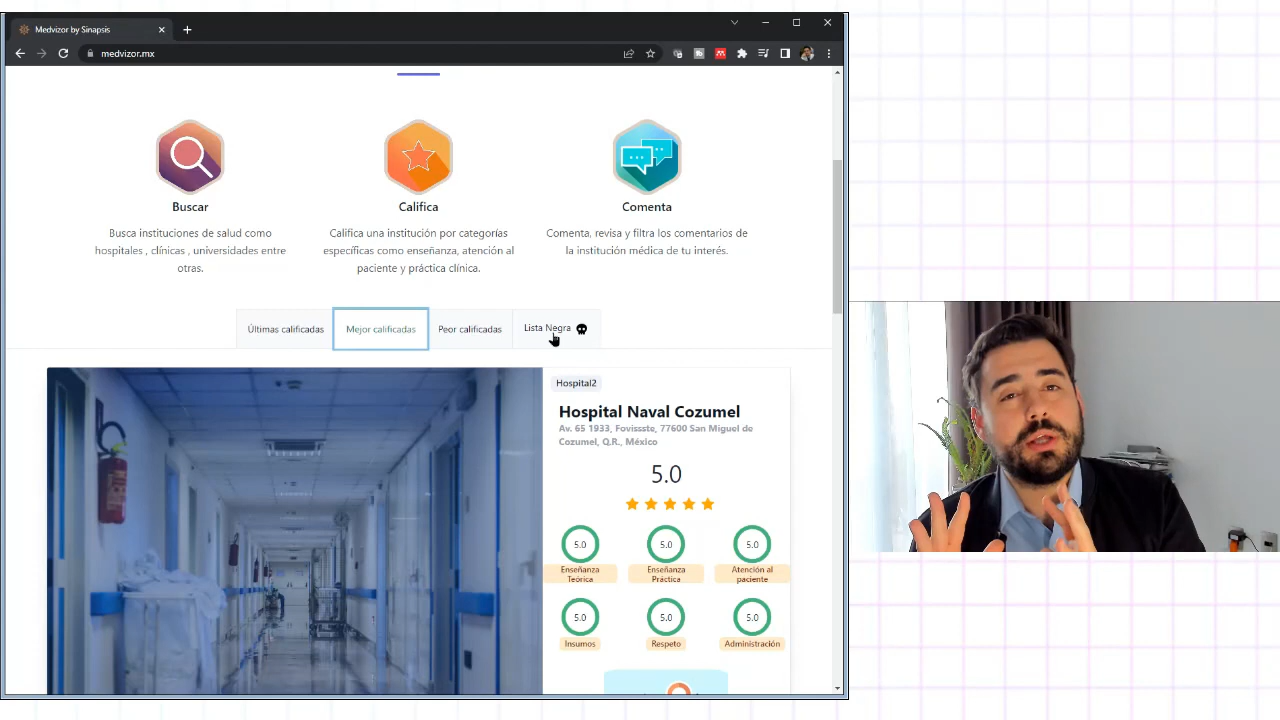 Medvizor by Sinapsis
medvizor.mx
Buscar
Busca instituciones de salud como
hospitales , clínicas , universidades entre
otras.
Califica
Califica una institución por categorías
específicas como enseñanza, atención al
paciente y práctica clínica.
Comenta
Comenta, revisa y filtra los comentarios de
la institución médica de tu interés.
Últimas calificadas
Mejor calificadas
Peor calificadas
Lista Negra
Hospital2
Hospital Naval Cozumel
Av. 65 1933, Fovissste, 77600 San Miguel de
Cozumel, Q.R., México
5.0
5.0
Enseñanza
Teórica
5.0
Enseñanza
Práctica
5.0
Atención al
paciente
5.0
Insumos
5.0
Respeto
5.0
Administración